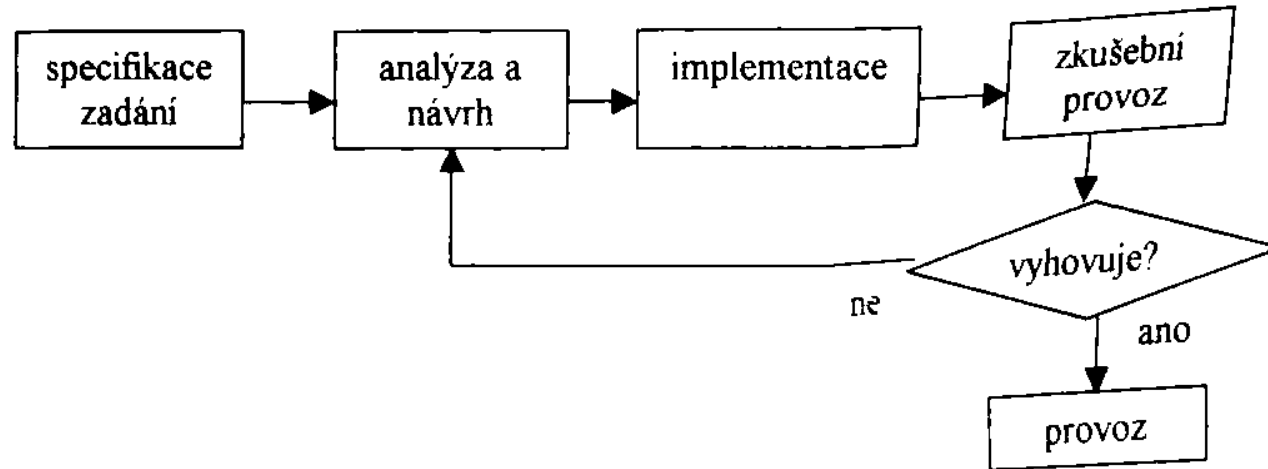 specifikace
zadání
analýza a
návrh
implementace
zkušební
provoz
vyhovuje?
ne
ano
provoz